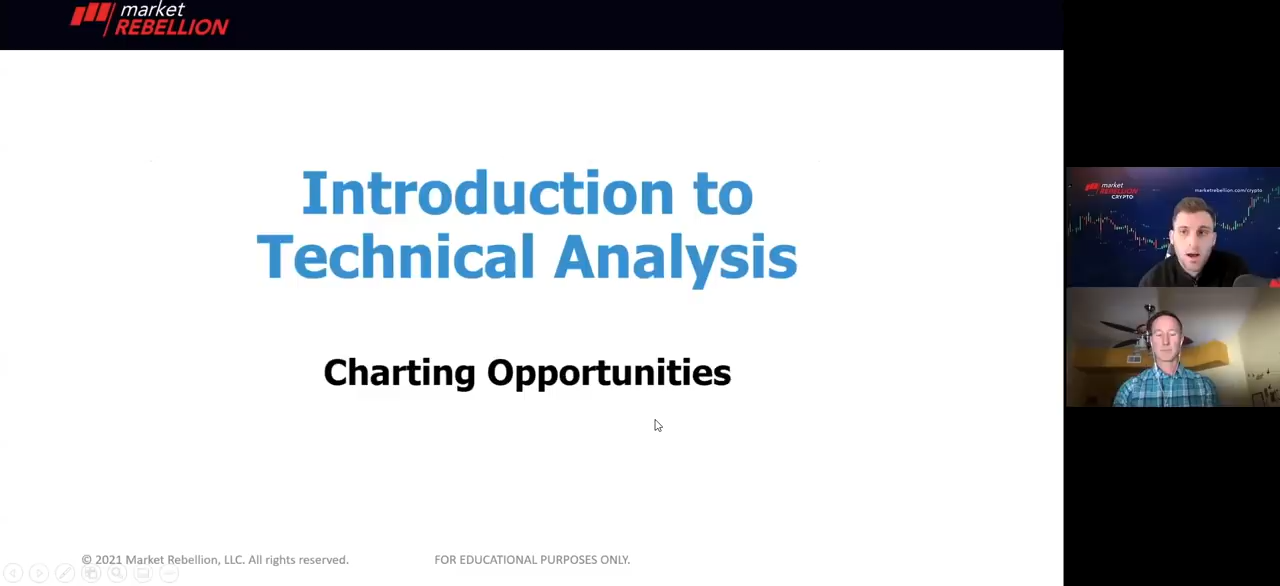 market
REBELLION
Introduction to
Technical Analysis
Charting Opportunities
© 2021 Market Rebellion, LLC. All rights reserved.
FOR EDUCATIONAL PURPOSES ONLY.
market
REBELLION
CRYPTO
marketrebellion.com/crypto